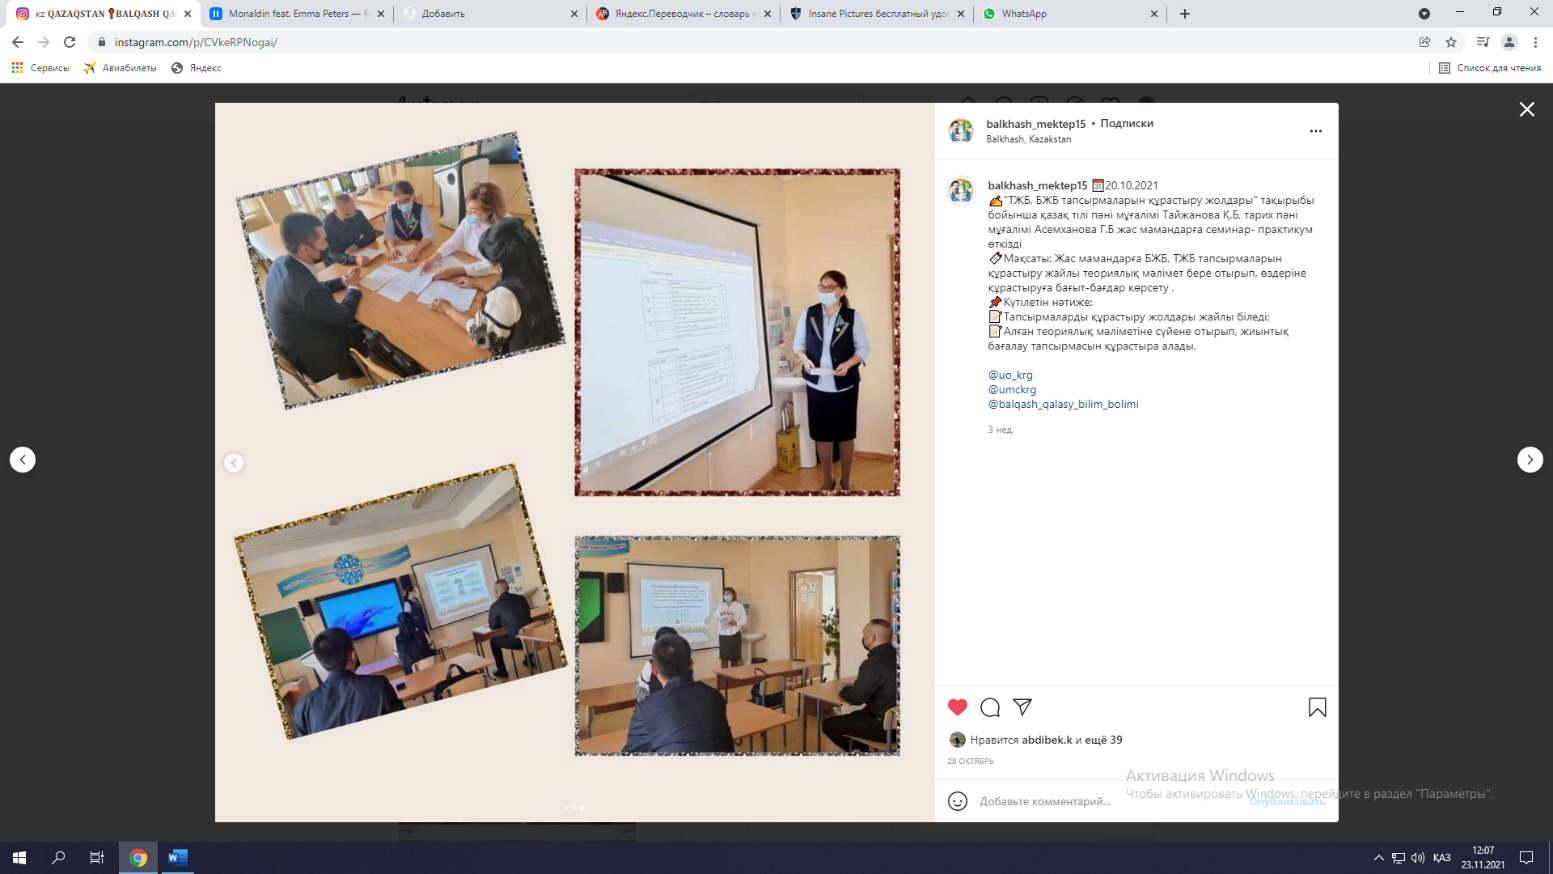 KZ QAZAQSTAN 📍BALQASH QA
Monaldin feat. Emma Peters — F
Добавить
Яндекс.Переводчик – словарь и
Insane Pictures бесплатный удо
WhatsApp
instagram.com/p/CVkeRPNogai/
Сервисы
Авиабилеты
Яндекс
Список для чтения
balkhash_mektep15 • Подписки
Balkhash, Kazakstan
balkhash_mektep15 📅20.10.2021
✍"ТЖБ, БЖБ тапсырмаларын құрастыру жолдары" тақырыбы
бойынша қазақ тілі пәні мұғалімі Тайжанова Қ.Б, тарих пәні
мұғалімі Асемханова Г.Б жас мамандарға семинар- практикум
өткізді
🖇Мақсаты: Жас мамандарға БЖБ, ТЖБ тапсырмаларын
құрастыру жайлы теориялық мәлімет бере отырып, өздеріне
құрастыруға бағыт-бағдар көрсету .
📌Күтілетін нәтиже:
📝Тапсырмаларды құрастыру жолдары жайлы біледі;
📝Алған теориялық мәліметіне сүйене отырып, жиынтық
бағалау тапсырмасын құрастыра алады.
@uo_krg
@umckrg
@balqash_qalasy_bilim_bolimi
3 нед.
Нравится abdibek.k и ещё 39
28 ОКТЯБРЬ
Добавьте комментарий...
Опубликовать
Активация Windows
Чтобы активировать Windows, перейдите в раздел "Параметры".
ҚАЗ
12:07
23.11.2021